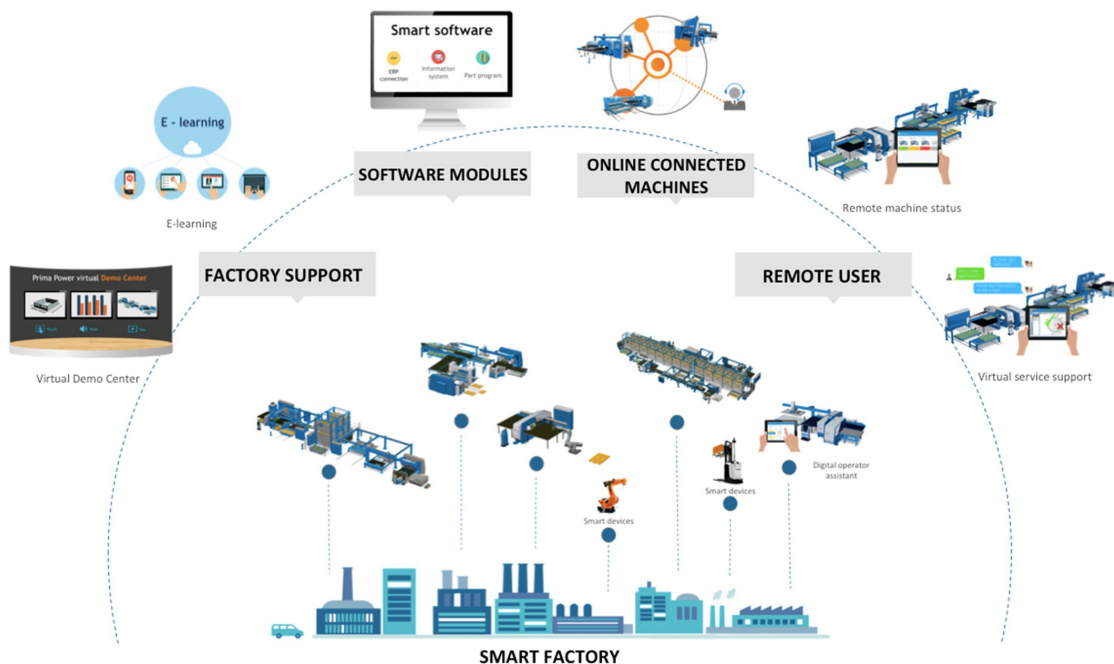 Smart software
ERP
connection
Information
system
Part program
E - learning
E-learning
SOFTWARE MODULES
ONLINE CONNECTED
MACHINES
Remote machine status
FACTORY SUPPORT
REMOTE USER
Prima Power virtual Demo Center
Virtual Demo Center
Virtual service support
Digital operator
assistant
Smart devices
Smart devices
SMART FACTORY